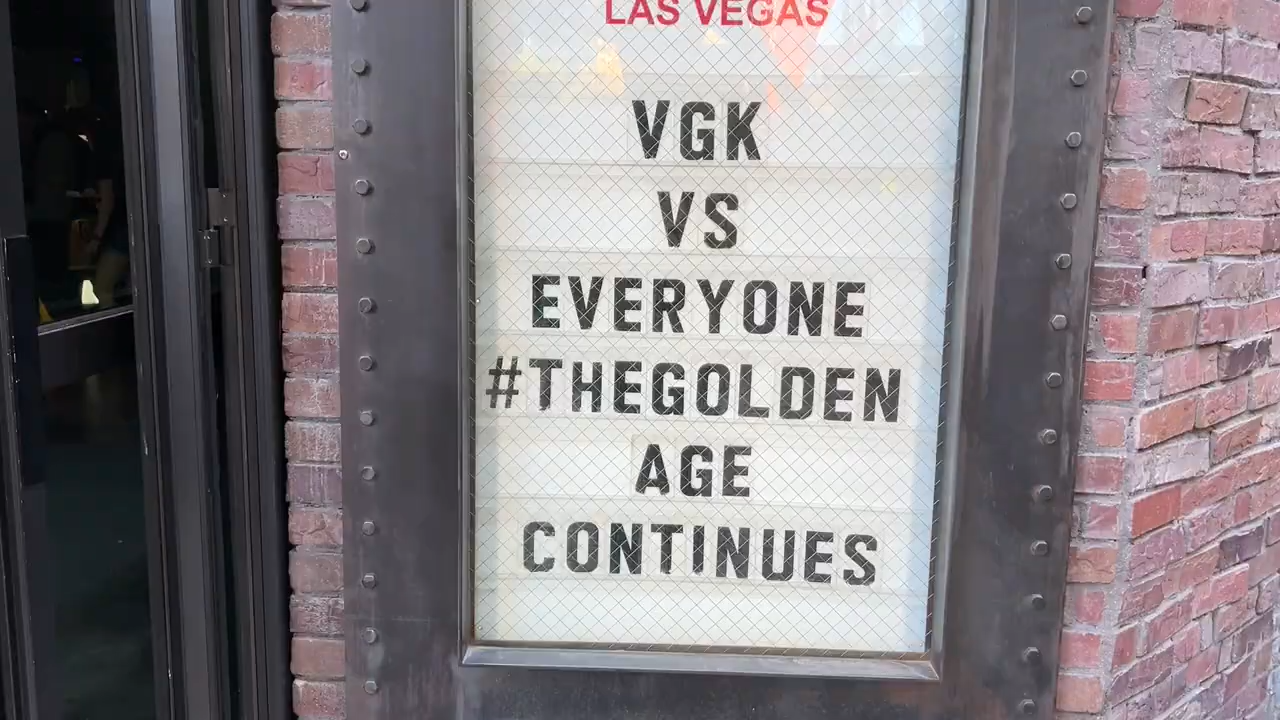 LAS VEGAS
VGK
VS
EVERYONE
#THEGOLDEN
AGE
CONTINUES